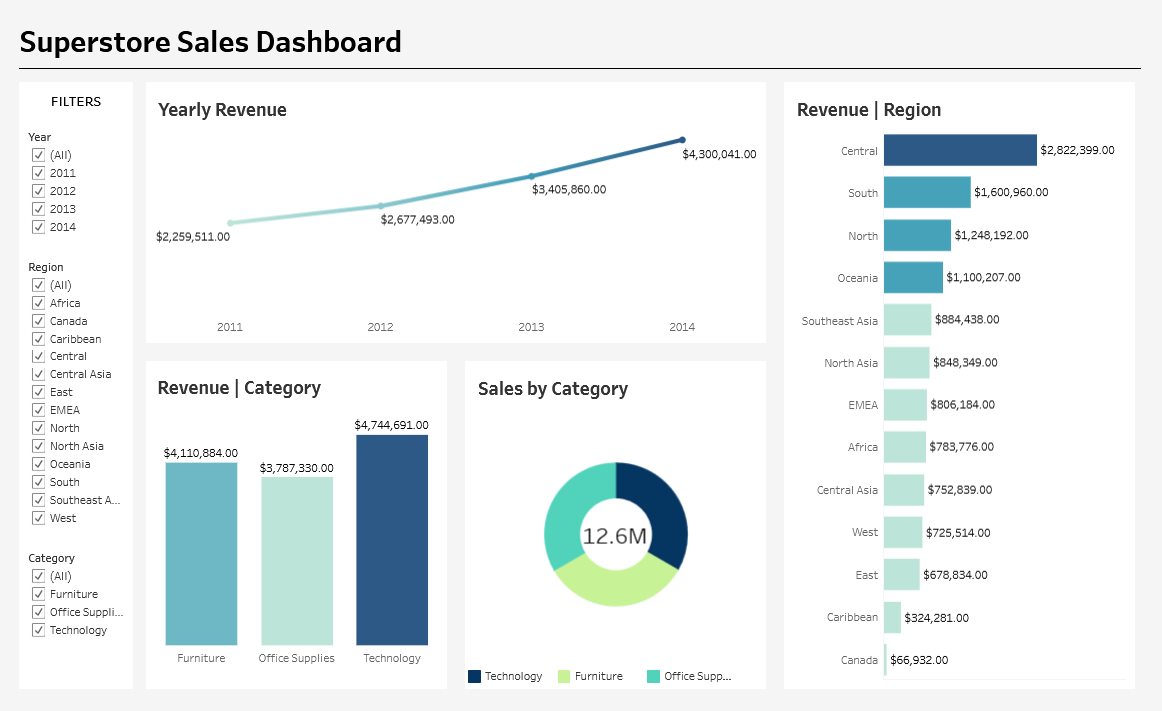 Superstore Sales Dashboard
FILTERS
Year
(All)
2011
2012
2013
2014
Region
(All)
Africa
Canada
Caribbean
Central
Central Asia
East
EMEA
North
North Asia
Oceania
South
Southeast A...
West
Category
(All)
Furniture
Office Suppli...
Technology
Yearly Revenue
$2,259,511.00
$2,677,493.00
$3,405,860.00
$4,300,041.00
2011 2012 2013 2014
Revenue | Category
$4,110,884.00
$3,787,330.00
$4,744,691.00
Furniture Office Supplies Technology
Sales by Category
12.6M
Technology Furniture Office Supp...
Revenue | Region
Central $2,822,399.00
South $1,600,960.00
North $1,248,192.00
Oceania $1,100,207.00
Southeast Asia $884,438.00
North Asia $848,349.00
EMEA $806,184.00
Africa $783,776.00
Central Asia $752,839.00
West $725,514.00
East $678,834.00
Caribbean $324,281.00
Canada $66,932.00